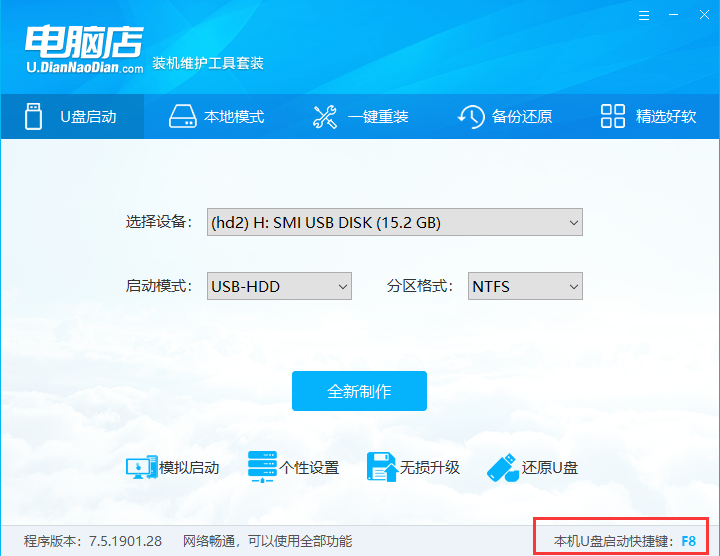 电脑店
U.DianNaoDian.com 装机维护工具套装
U盘启动 本地模式 一键重装 备份还原 精选好软
选择设备： (hd2) H: SMI USB DISK (15.2 GB)
启动模式： USB-HDD 分区格式： NTFS
全新制作
模拟启动 个性设置 无损升级 还原U盘
程序版本：7.5.1901.28 网络畅通，可以使用全部功能 本机U盘启动快捷键：F8